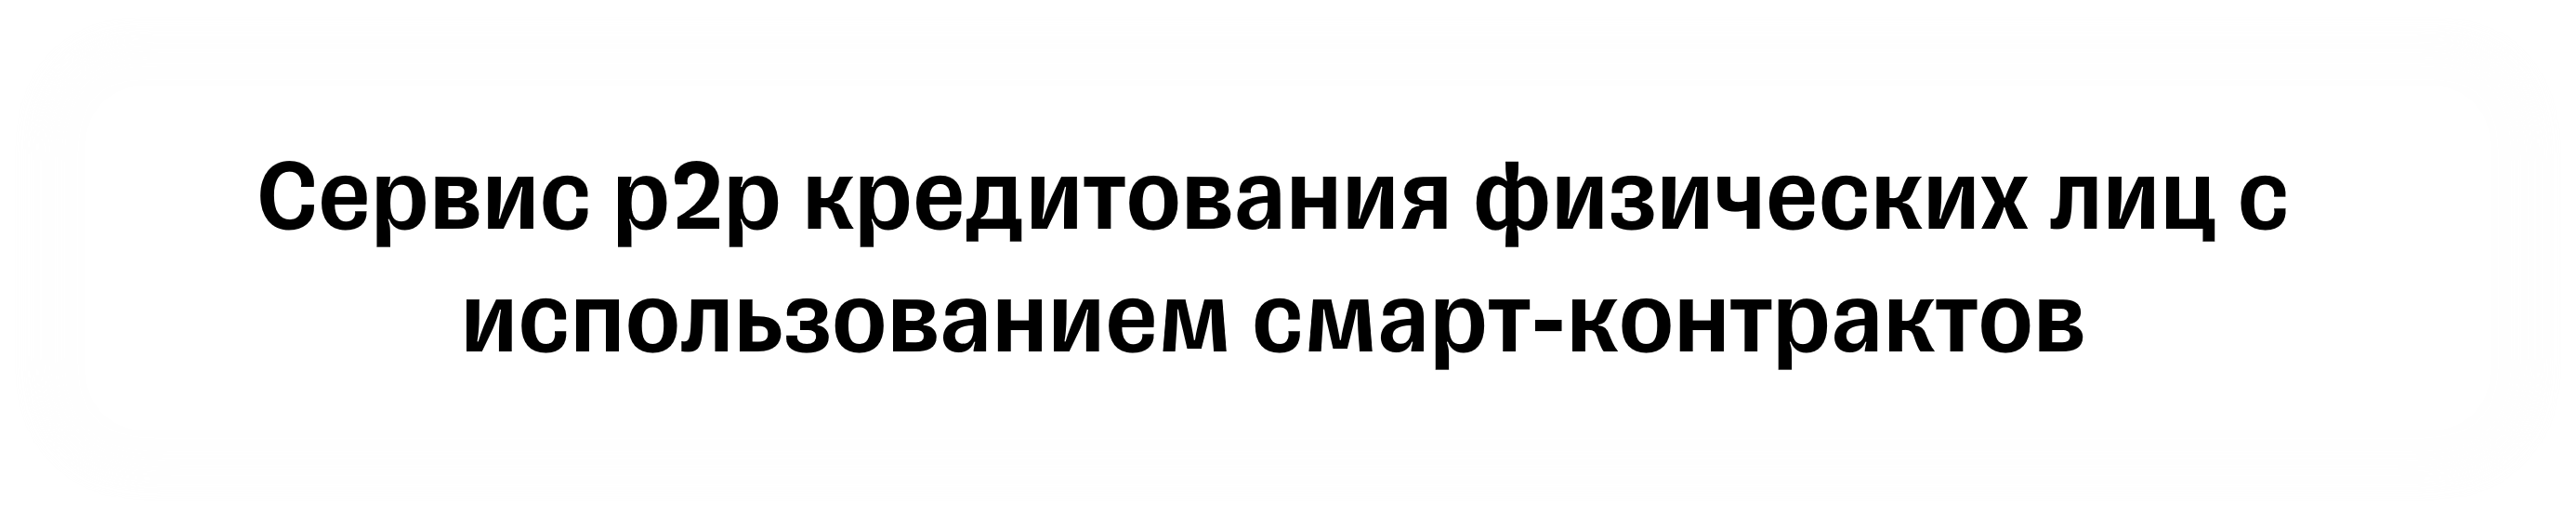 Сервис p2p кредитования физических лиц с
использованием смарт-контрактов